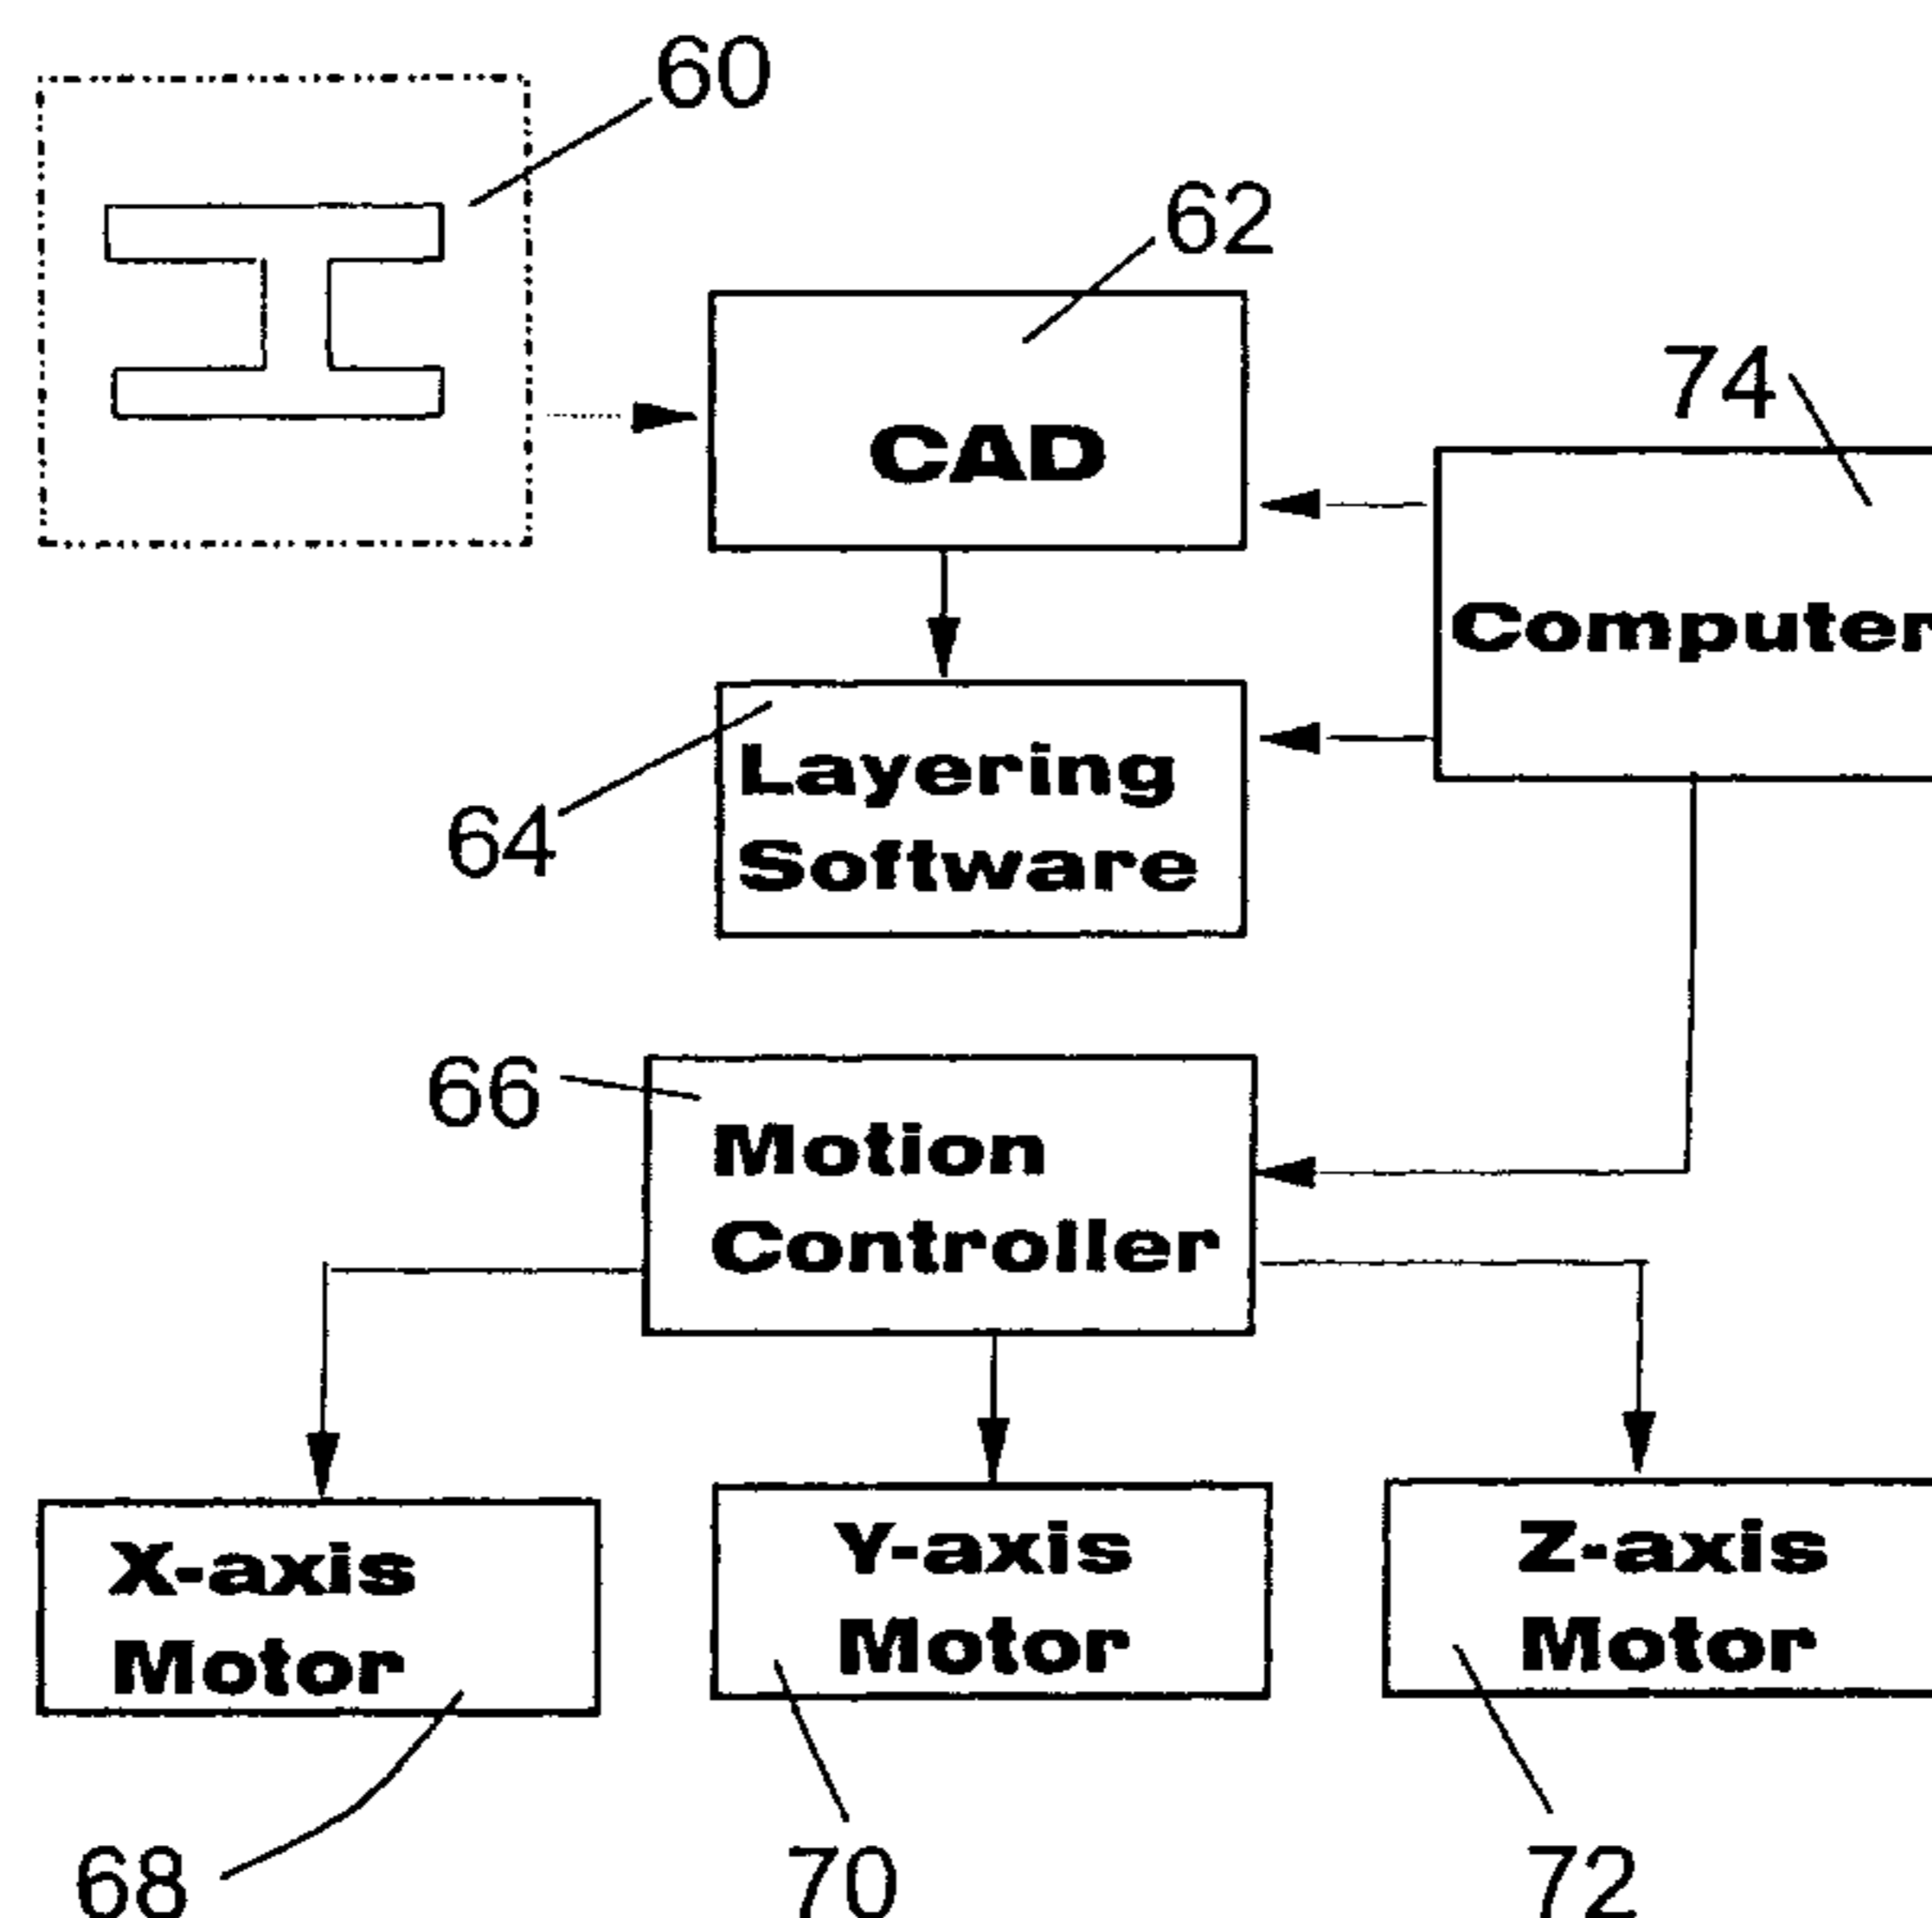 60
62
CAD
74
Computer
64
Layering
Software
66
Motion
Controller
X-axis
Motor
Y-axis
Motor
Z-axis
Motor
68
70
72